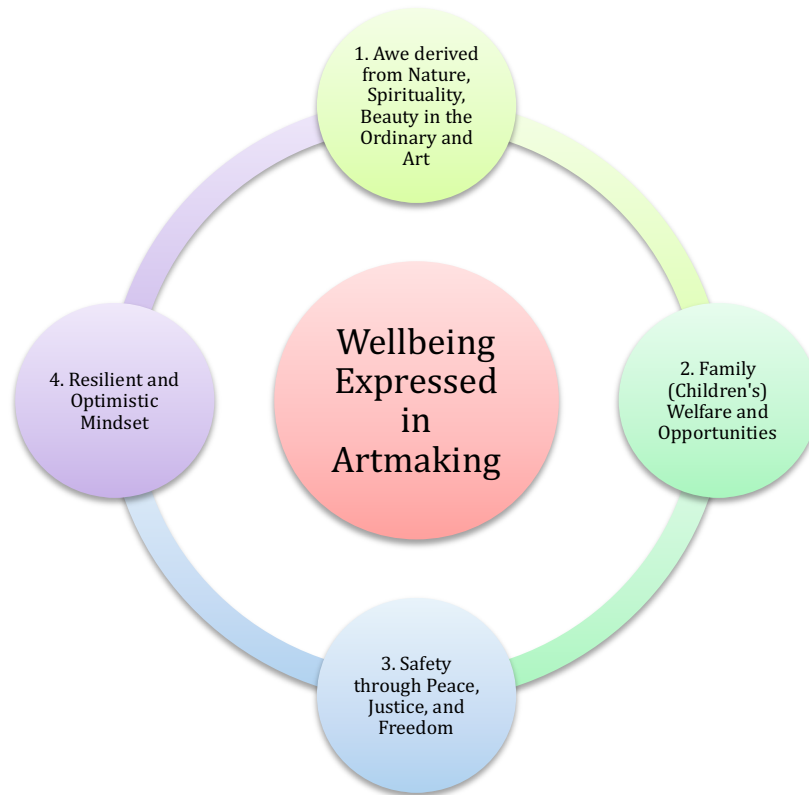 1. Awe derived
from Nature,
Spirituality,
Beauty in the
Ordinary and
Art
Wellbeing
Expressed
in
Artmaking
2. Family
(Children's)
Welfare and
Opportunities
3. Safety
through Peace,
Justice, and
Freedom
4. Resilient and
Optimistic
Mindset